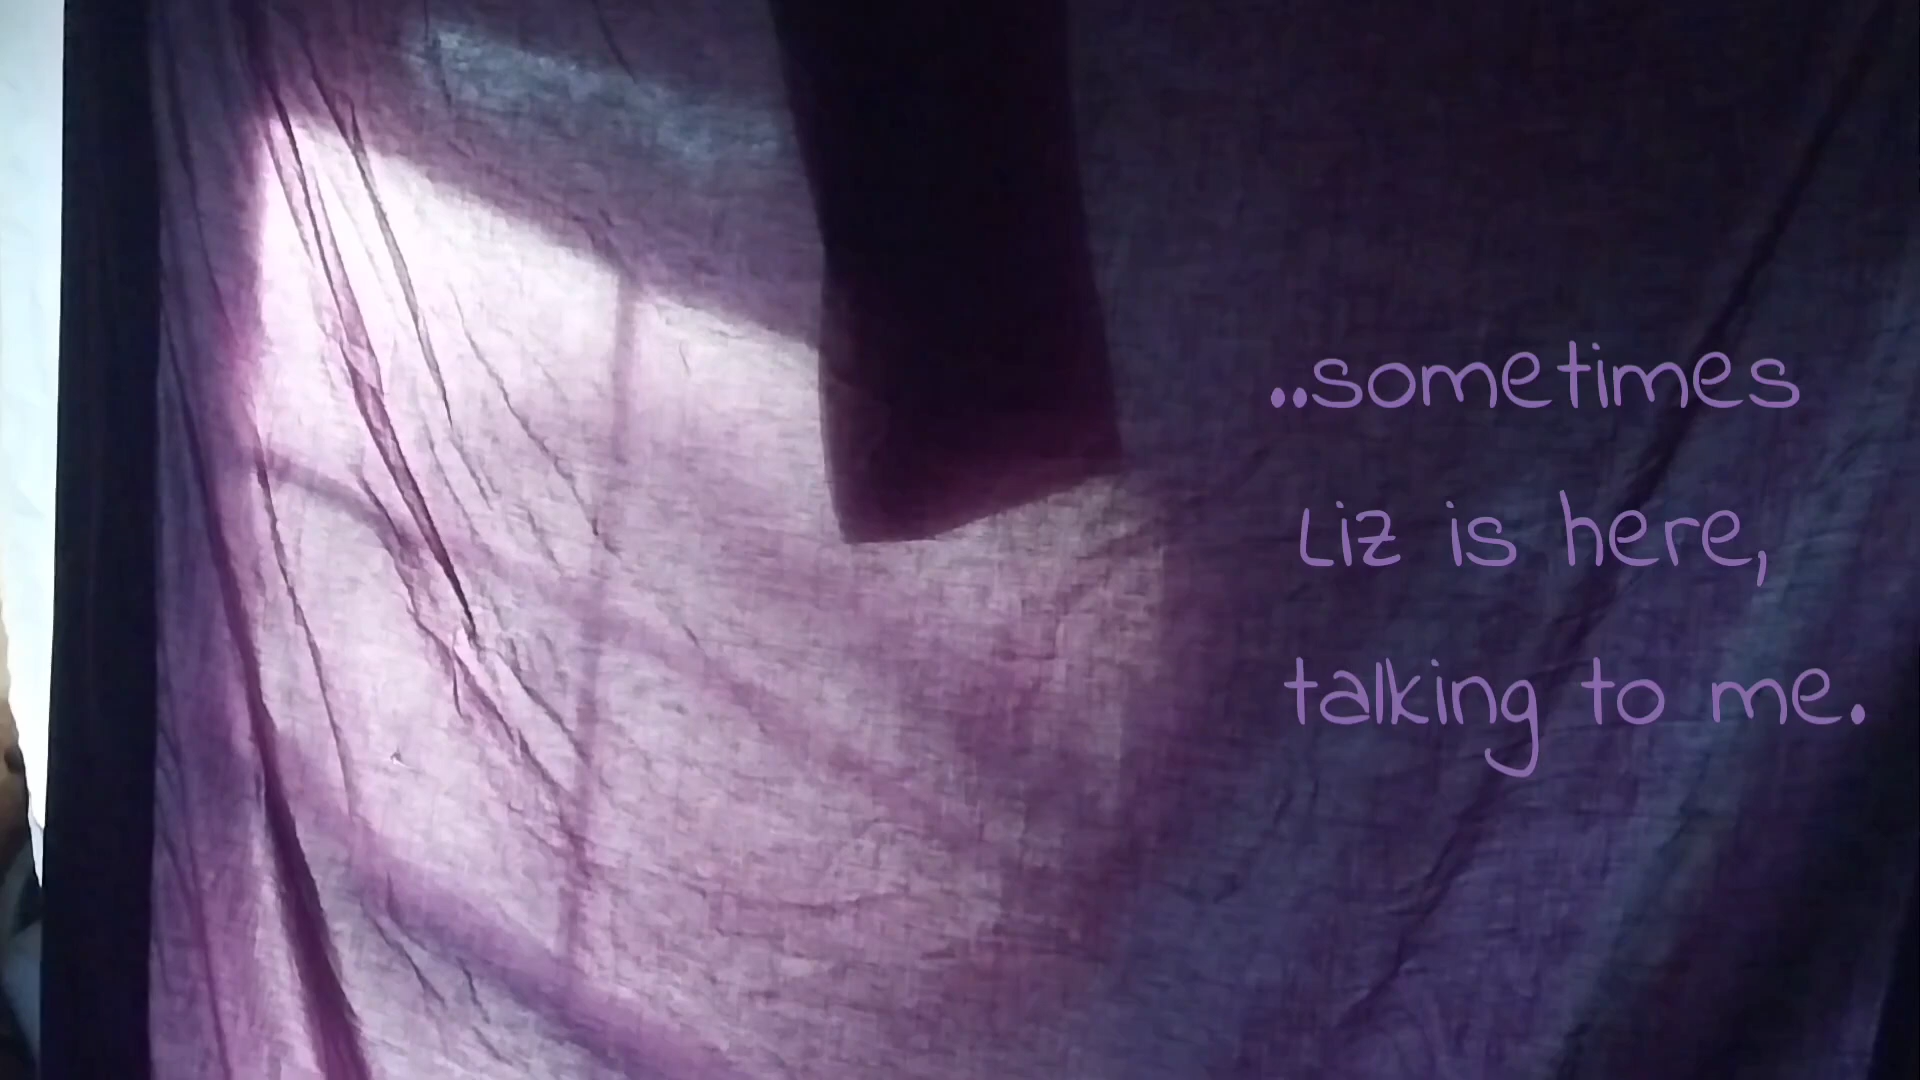 ..sometimes
Liz is here,
talking to me.